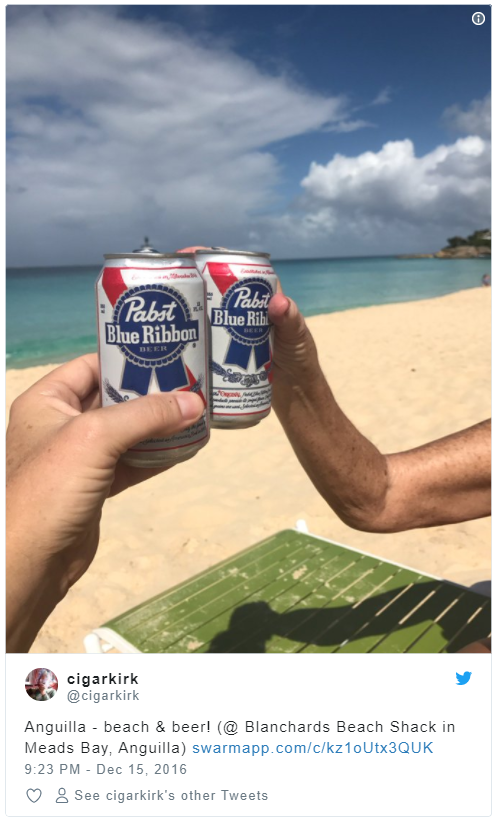 Pabst
Blue Ribbon
BEER
Pabst
Blue Rib
cigarkirk
@cigarkirk
Anguilla - beach & beer! (@ Blanchards Beach Shack in
Meads Bay, Anguilla) swarmapp.com/c/kz1oUtx3QUK
9:23 PM - Dec 15, 2016
See cigarkirk's other Tweets